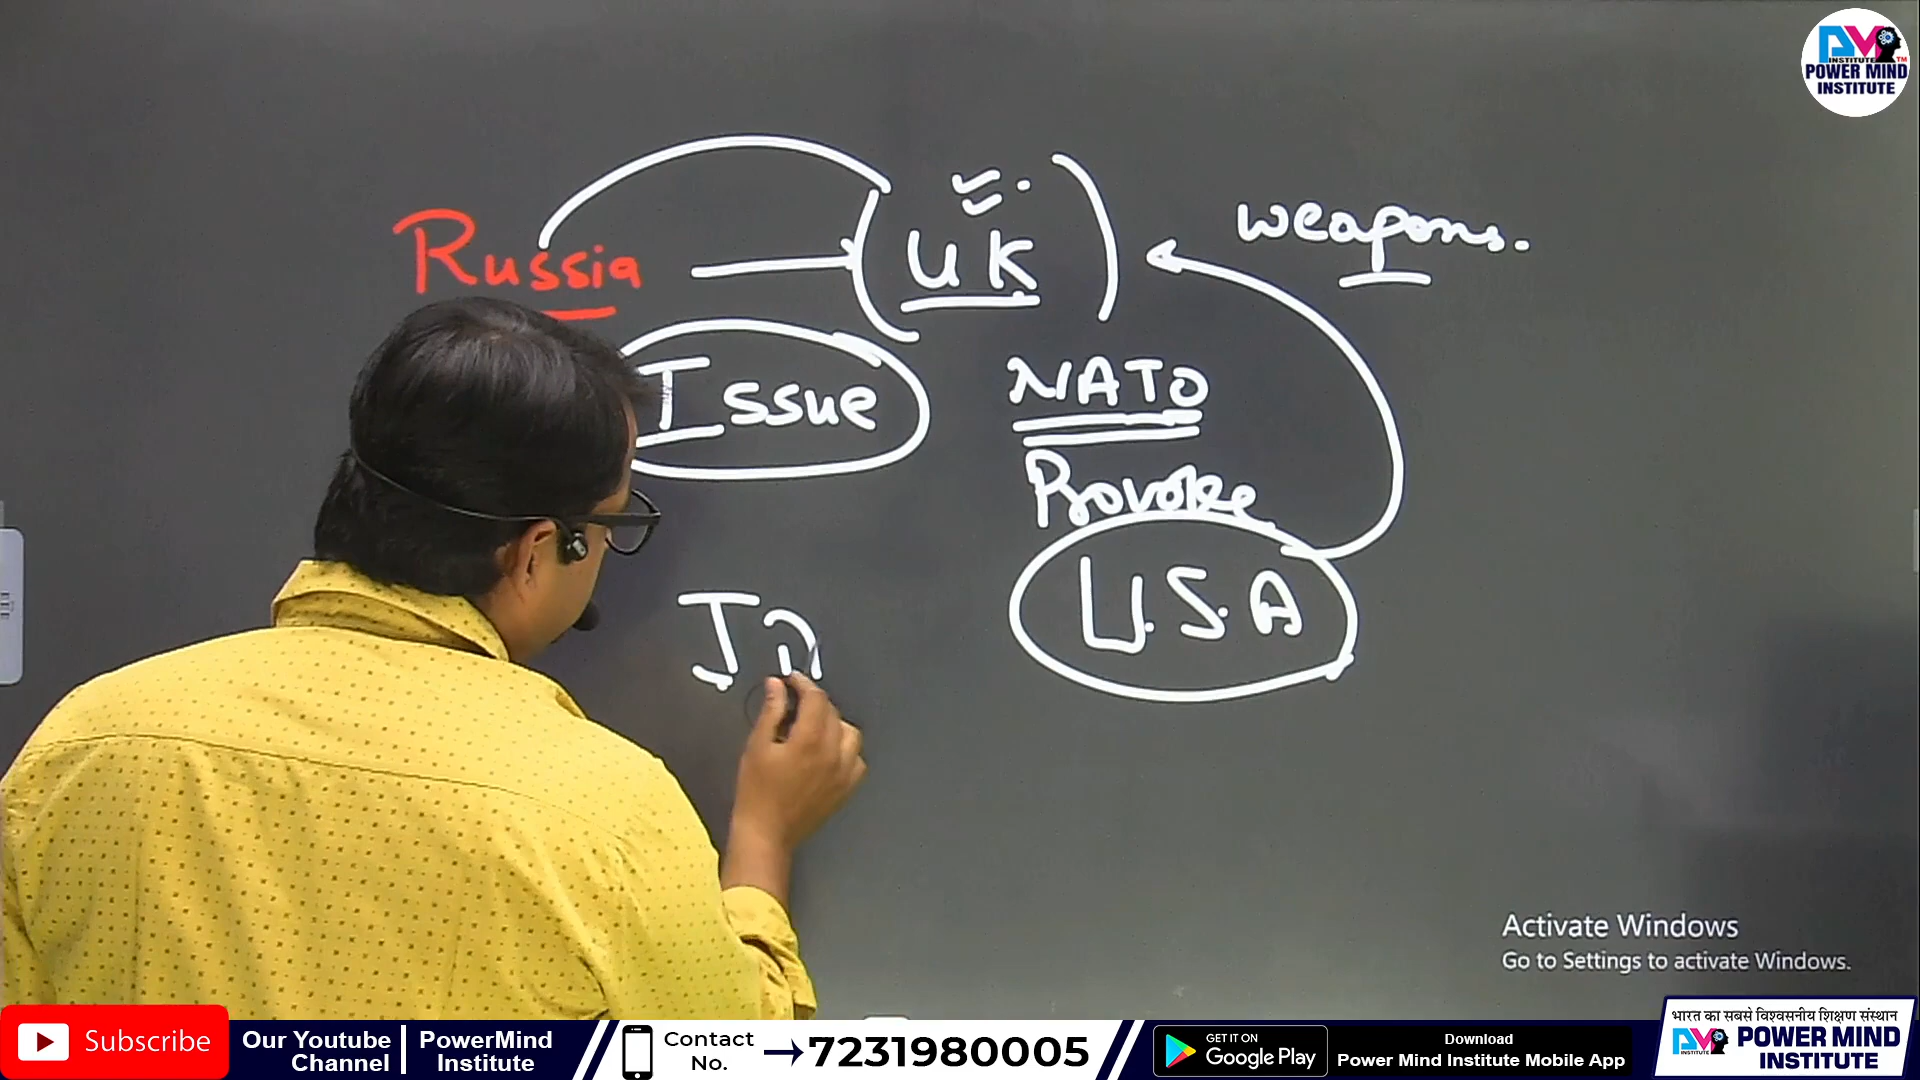 POWER MIND
INSTITUTE
Russia
UK
weapons.
Issue
NATO
Provoke
U.S.A
Activate Windows
Go to Settings to activate Windows.
Subscribe
Our Youtube Channel
PowerMind Institute
Contact No.
7231980005
GET IT ON
Google Play
Download
Power Mind Institute Mobile App
भारत का सबसे विश्वसनीय शिक्षण संस्थान
POWER MIND
INSTITUTE